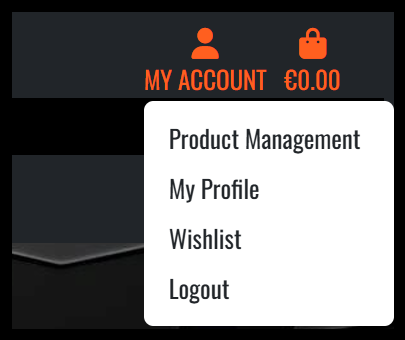 MY ACCOUNT €0.00
Product Management
My Profile
Wishlist
Logout